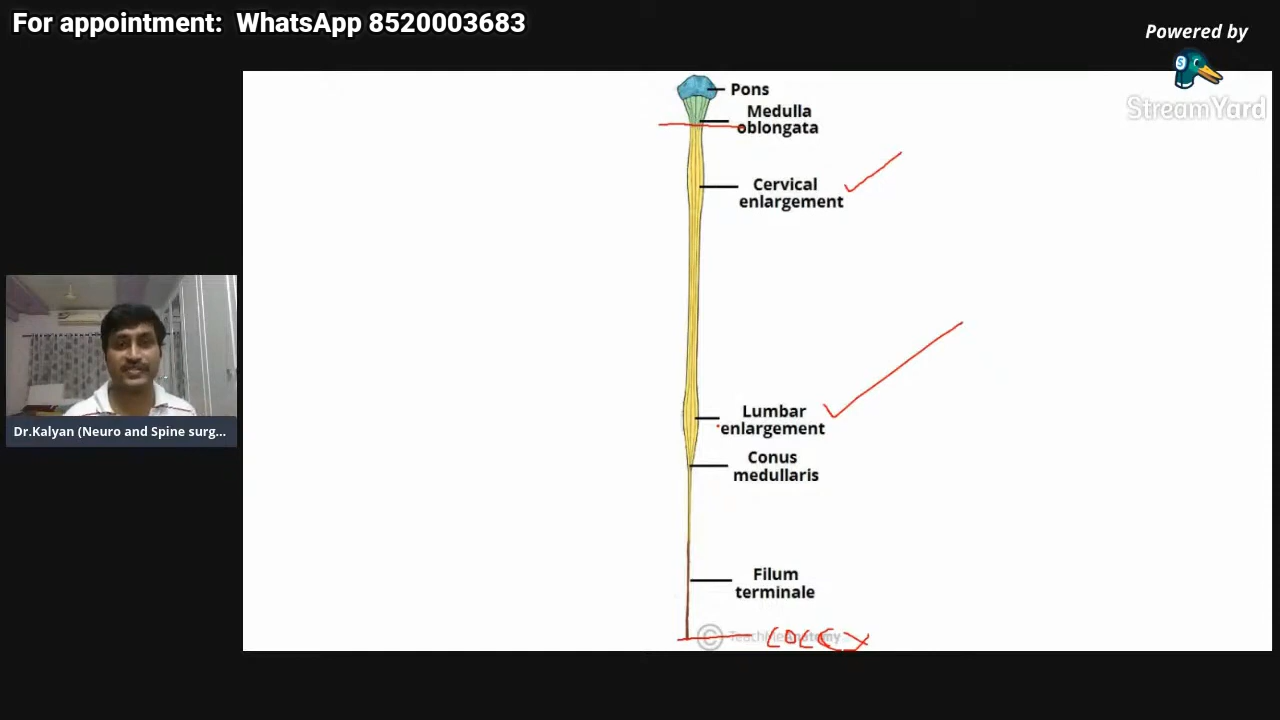 For appointment: WhatsApp 8520003683
Powered by
StreamYard
Pons
Medulla
oblongata
Cervical
enlargement
Lumbar
enlargement
Conus
medullaris
Filum
terminale
© TeachMeAnatomy
Dr.Kalyan (Neuro and Spine surg...